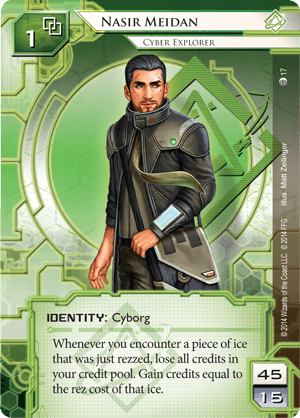 NASIR MEIDAN
CYBER EXPLORER
1
17
Illus. Matt Zeilinger
© 2014 Wizards of the Coast LLC © 2014 FFG
IDENTITY: Cyborg
Whenever you encounter a piece of ice
that was just rezzed, lose all credits in
your credit pool. Gain credits equal to
the rez cost of that ice.
45
15